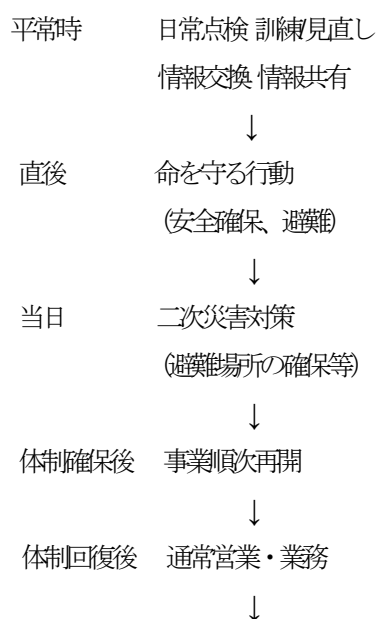 平常時 日常点検 訓練/見直し
情報交換 情報共有
↓
直後 命を守る行動
(安全確保、避難)
↓
当日 二次災害対策
(避難場所の確保等)
↓
体制確保後 事業順次再開
↓
体制回復後 通常営業・業務
↓